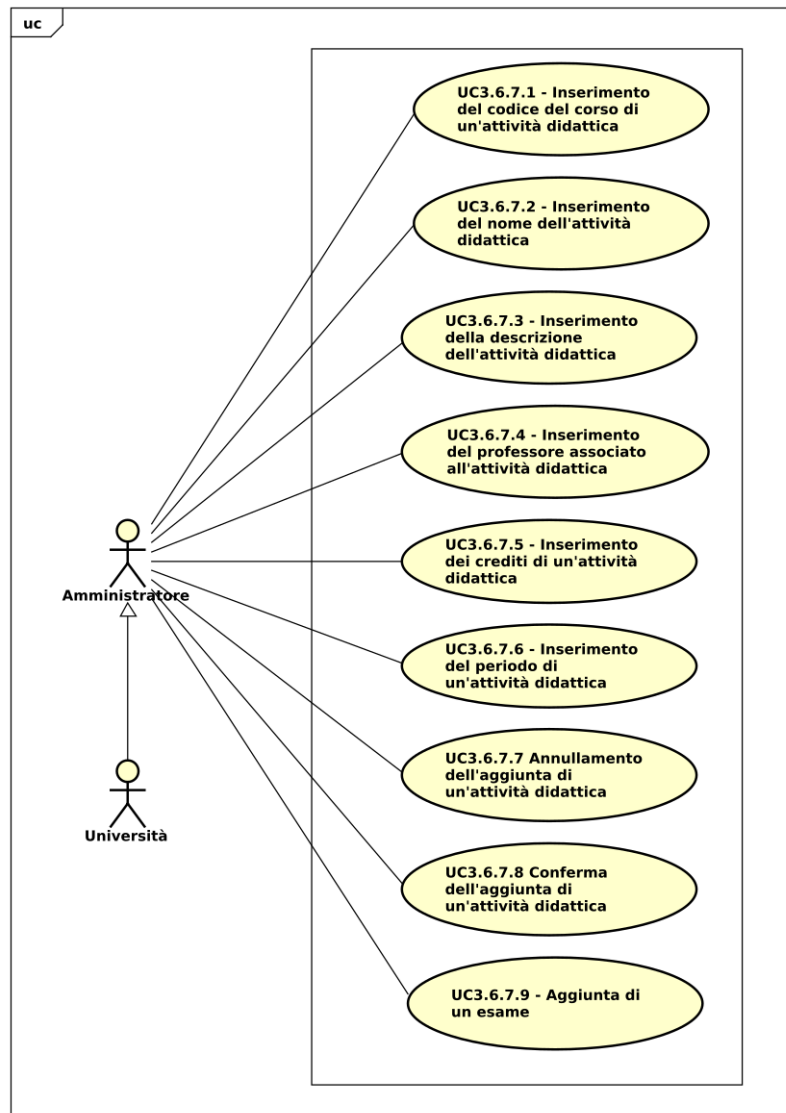 uc
UC3.6.7.1 - Inserimento
del codice del corso di
un'attività didattica
UC3.6.7.2 - Inserimento
del nome dell'attività
didattica
UC3.6.7.3 - Inserimento
della descrizione
dell'attività didattica
UC3.6.7.4 - Inserimento
del professore associato
all'attività didattica
Amministratore
UC3.6.7.5 - Inserimento
dei crediti di un'attività
didattica
UC3.6.7.6 - Inserimento
del periodo di
un'attività didattica
UC3.6.7.7 Annullamento
dell'aggiunta di
un'attività didattica
Università
UC3.6.7.8 Conferma
dell'aggiunta di
un'attività didattica
UC3.6.7.9 - Aggiunta di
un esame